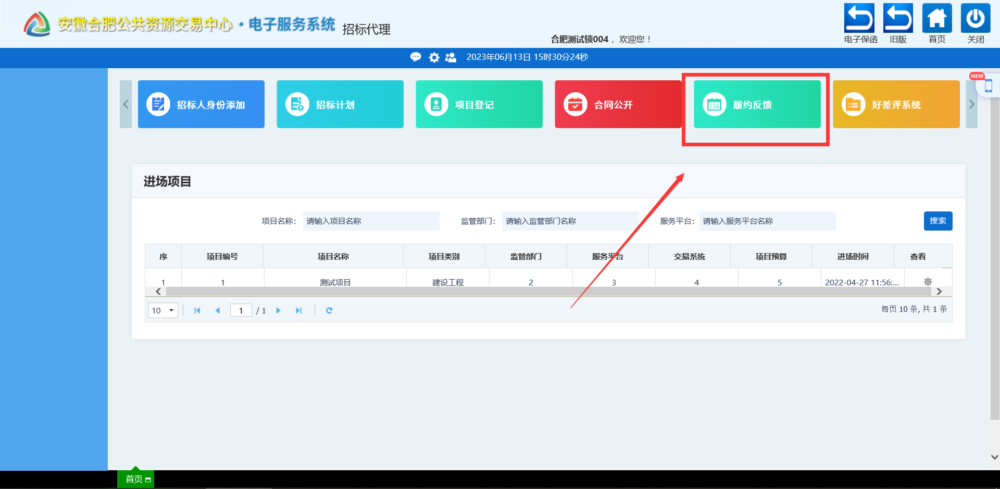 安徽合肥公共资源交易中心·电子服务系统 招标代理
合肥测试锁004 ，欢迎您！
电子保函 旧版 首页 关闭
2023年06月13日 15时30分24秒
NEW
招标人身份添加 招标计划 项目登记 合同公开 履约反馈 好差评系统
进场项目
项目名称： 请输入项目名称 监管部门： 请输入监管部门名称 服务平台： 请输入服务平台名称 搜索
序 项目编号 项目名称 项目类别 监管部门 服务平台 交易系统 项目预算 进场时间 查看
1 1 测试项目 建设工程 2 3 4 5 2022-04-27 11:56:...
10 1 / 1 每页 10 条, 共 1 条
首页